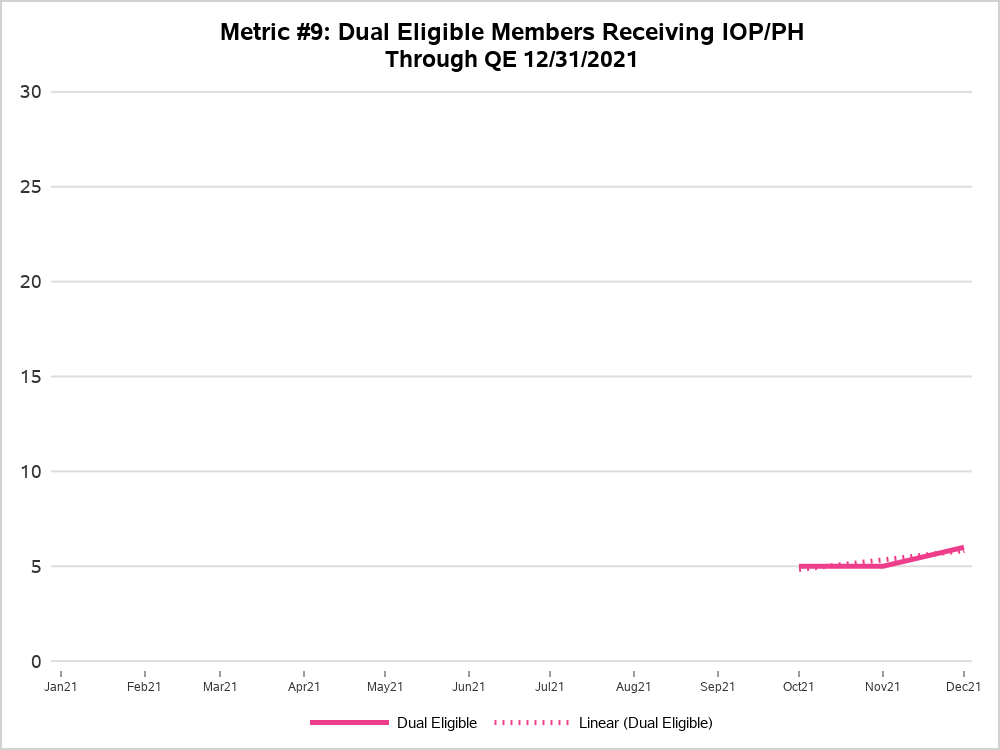 Metric #9: Dual Eligible Members Receiving IOP/PH
Through QE 12/31/2021
30
25
20
15
10
5
0
Jan21 Feb21 Mar21 Apr21 May21 Jun21 Jul21 Aug21 Sep21 Oct21 Nov21 Dec21
Dual Eligible Linear (Dual Eligible)